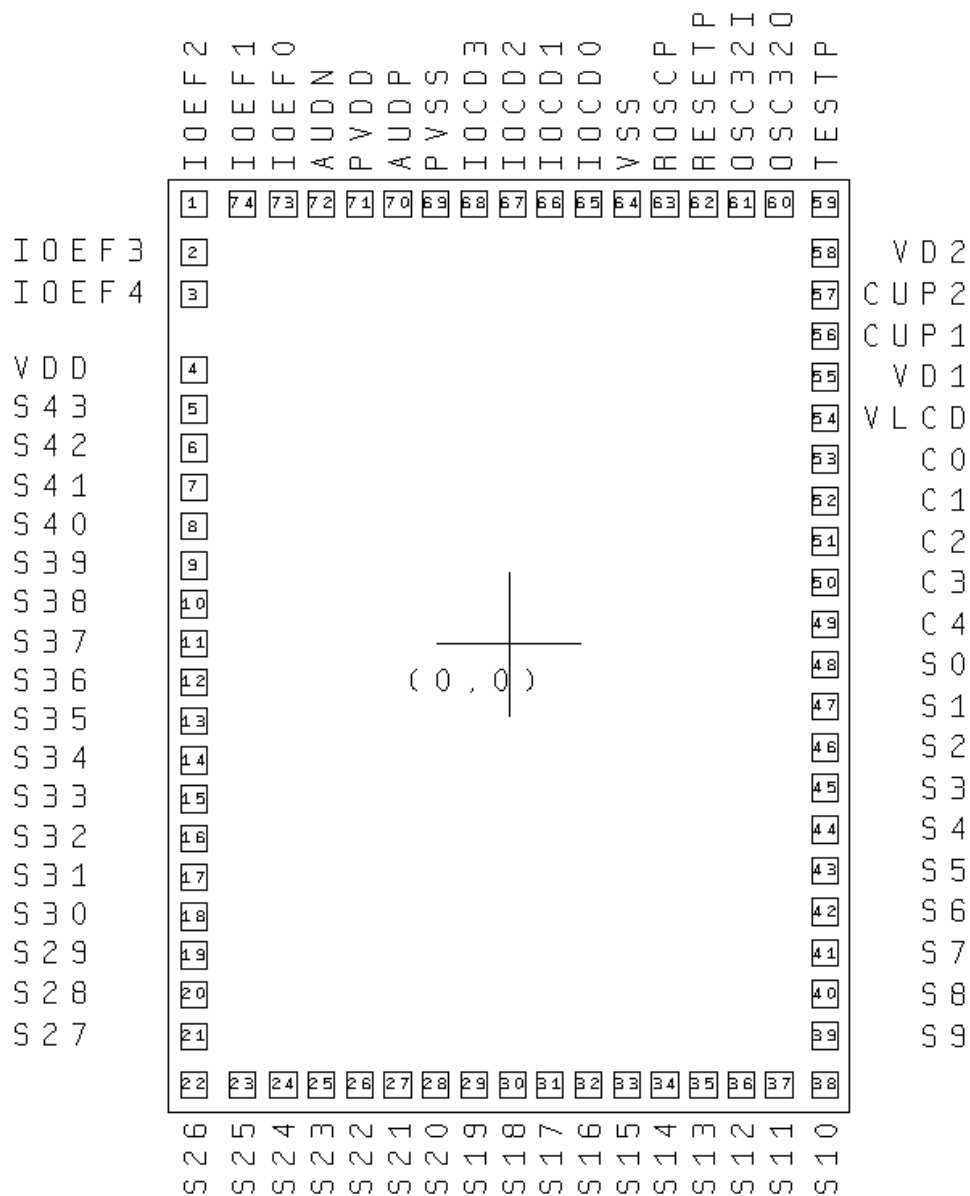 IOEF2 IOEF1 IOEF0 AUDN PVDD AUDP PVSS IOCD3 IOCD2 IOCD1 IOCD0 VSS ROSCP RESETP OSC32I OSC32O TESTP
1 74 73 72 71 70 69 68 67 66 65 64 63 62 61 60 59
IOEF3 2 58 VD2
IOEF4 3 57 CUP2
56 CUP1
VDD 4 55 VD1
S43 5 54 VLCD
S42 6 53 C0
S41 7 52 C1
S40 8 51 C2
S39 9 50 C3
S38 10 49 C4
S37 11 48 S0
(0,0)
S36 12 47 S1
S35 13 46 S2
S34 14 45 S3
S33 15 44 S4
S32 16 43 S5
S31 17 42 S6
S30 18 41 S7
S29 19 40 S8
S28 20 39 S9
S27 21
22 23 24 25 26 27 28 29 30 31 32 33 34 35 36 37 38
S26 S25 S24 S23 S22 S21 S20 S19 S18 S17 S16 S15 S14 S13 S12 S11 S10